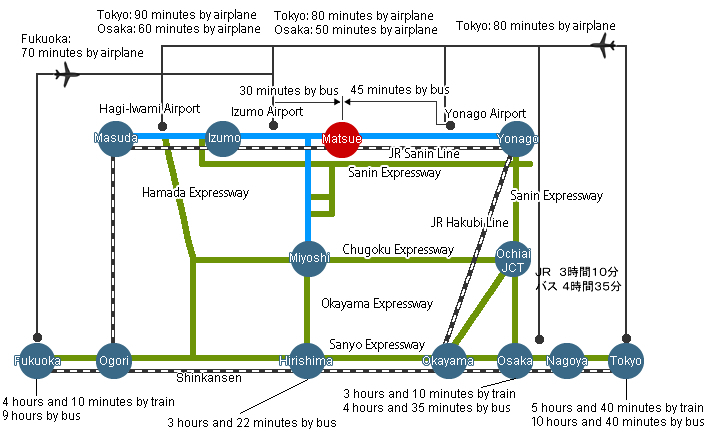 Tokyo: 90 minutes by airplane
Osaka: 60 minutes by airplane
Tokyo: 80 minutes by airplane
Osaka: 50 minutes by airplane
Tokyo: 80 minutes by airplane
Fukuoka:
70 minutes by airplane
30 minutes by bus
45 minutes by bus
Hagi-Iwami Airport
Izumo Airport
Yonago Airport
Masuda
Izumo
Matsue
Yonago
JR Sanin Line
Sanin Expressway
Hamada Expressway
Sanin Expressway
JR Hakubi Line
Miyoshi
Chugoku Expressway
Ochiai
JCT
JR 3時間10分
バス 4時間35分
Okayama Expressway
Sanyo Expressway
Fukuoka
Ogori
Hirishima
Okayama
Osaka
Nagoya
Tokyo
Shinkansen
4 hours and 10 minutes by train
9 hours by bus
3 hours and 22 minutes by bus
3 hours and 10 minutes by train
4 hours and 35 minutes by bus
5 hours and 40 minutes by train
10 hours and 40 minutes by bus